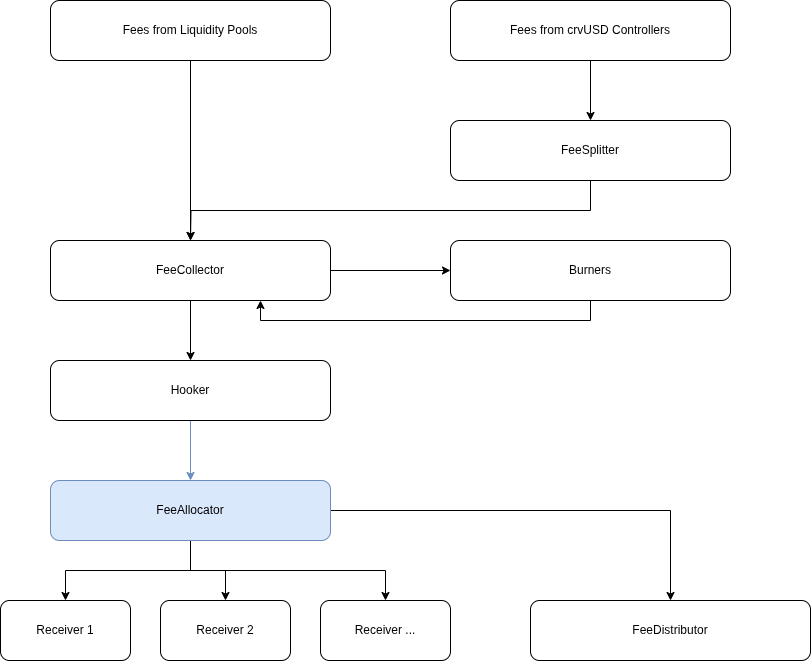 Fees from Liquidity Pools
Fees from crvUSD Controllers
FeeSplitter
FeeCollector
Burners
Hooker
FeeAllocator
Receiver 1
Receiver 2
Receiver ...
FeeDistributor